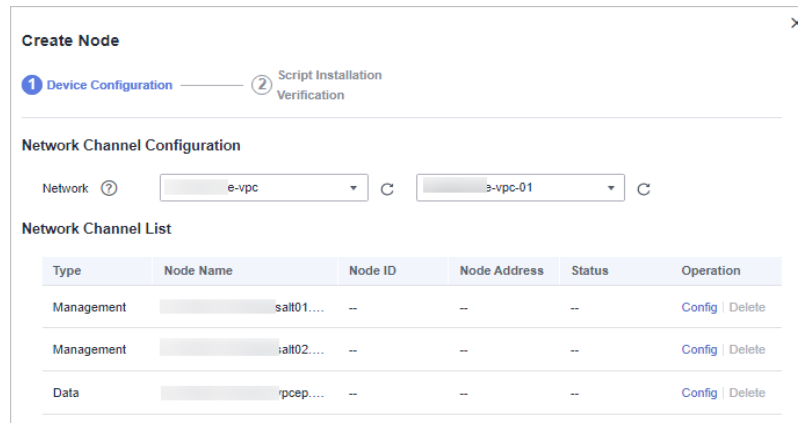 Create Node
1 Device Configuration
2 Script Installation
Verification
Network Channel Configuration
Network ? e-vpc e-vpc-01
Network Channel List
Type Node Name Node ID Node Address Status Operation
Management salt01.... -- -- -- Config | Delete
Management salt02.... -- -- -- Config | Delete
Data vpcep.... -- -- -- Config | Delete